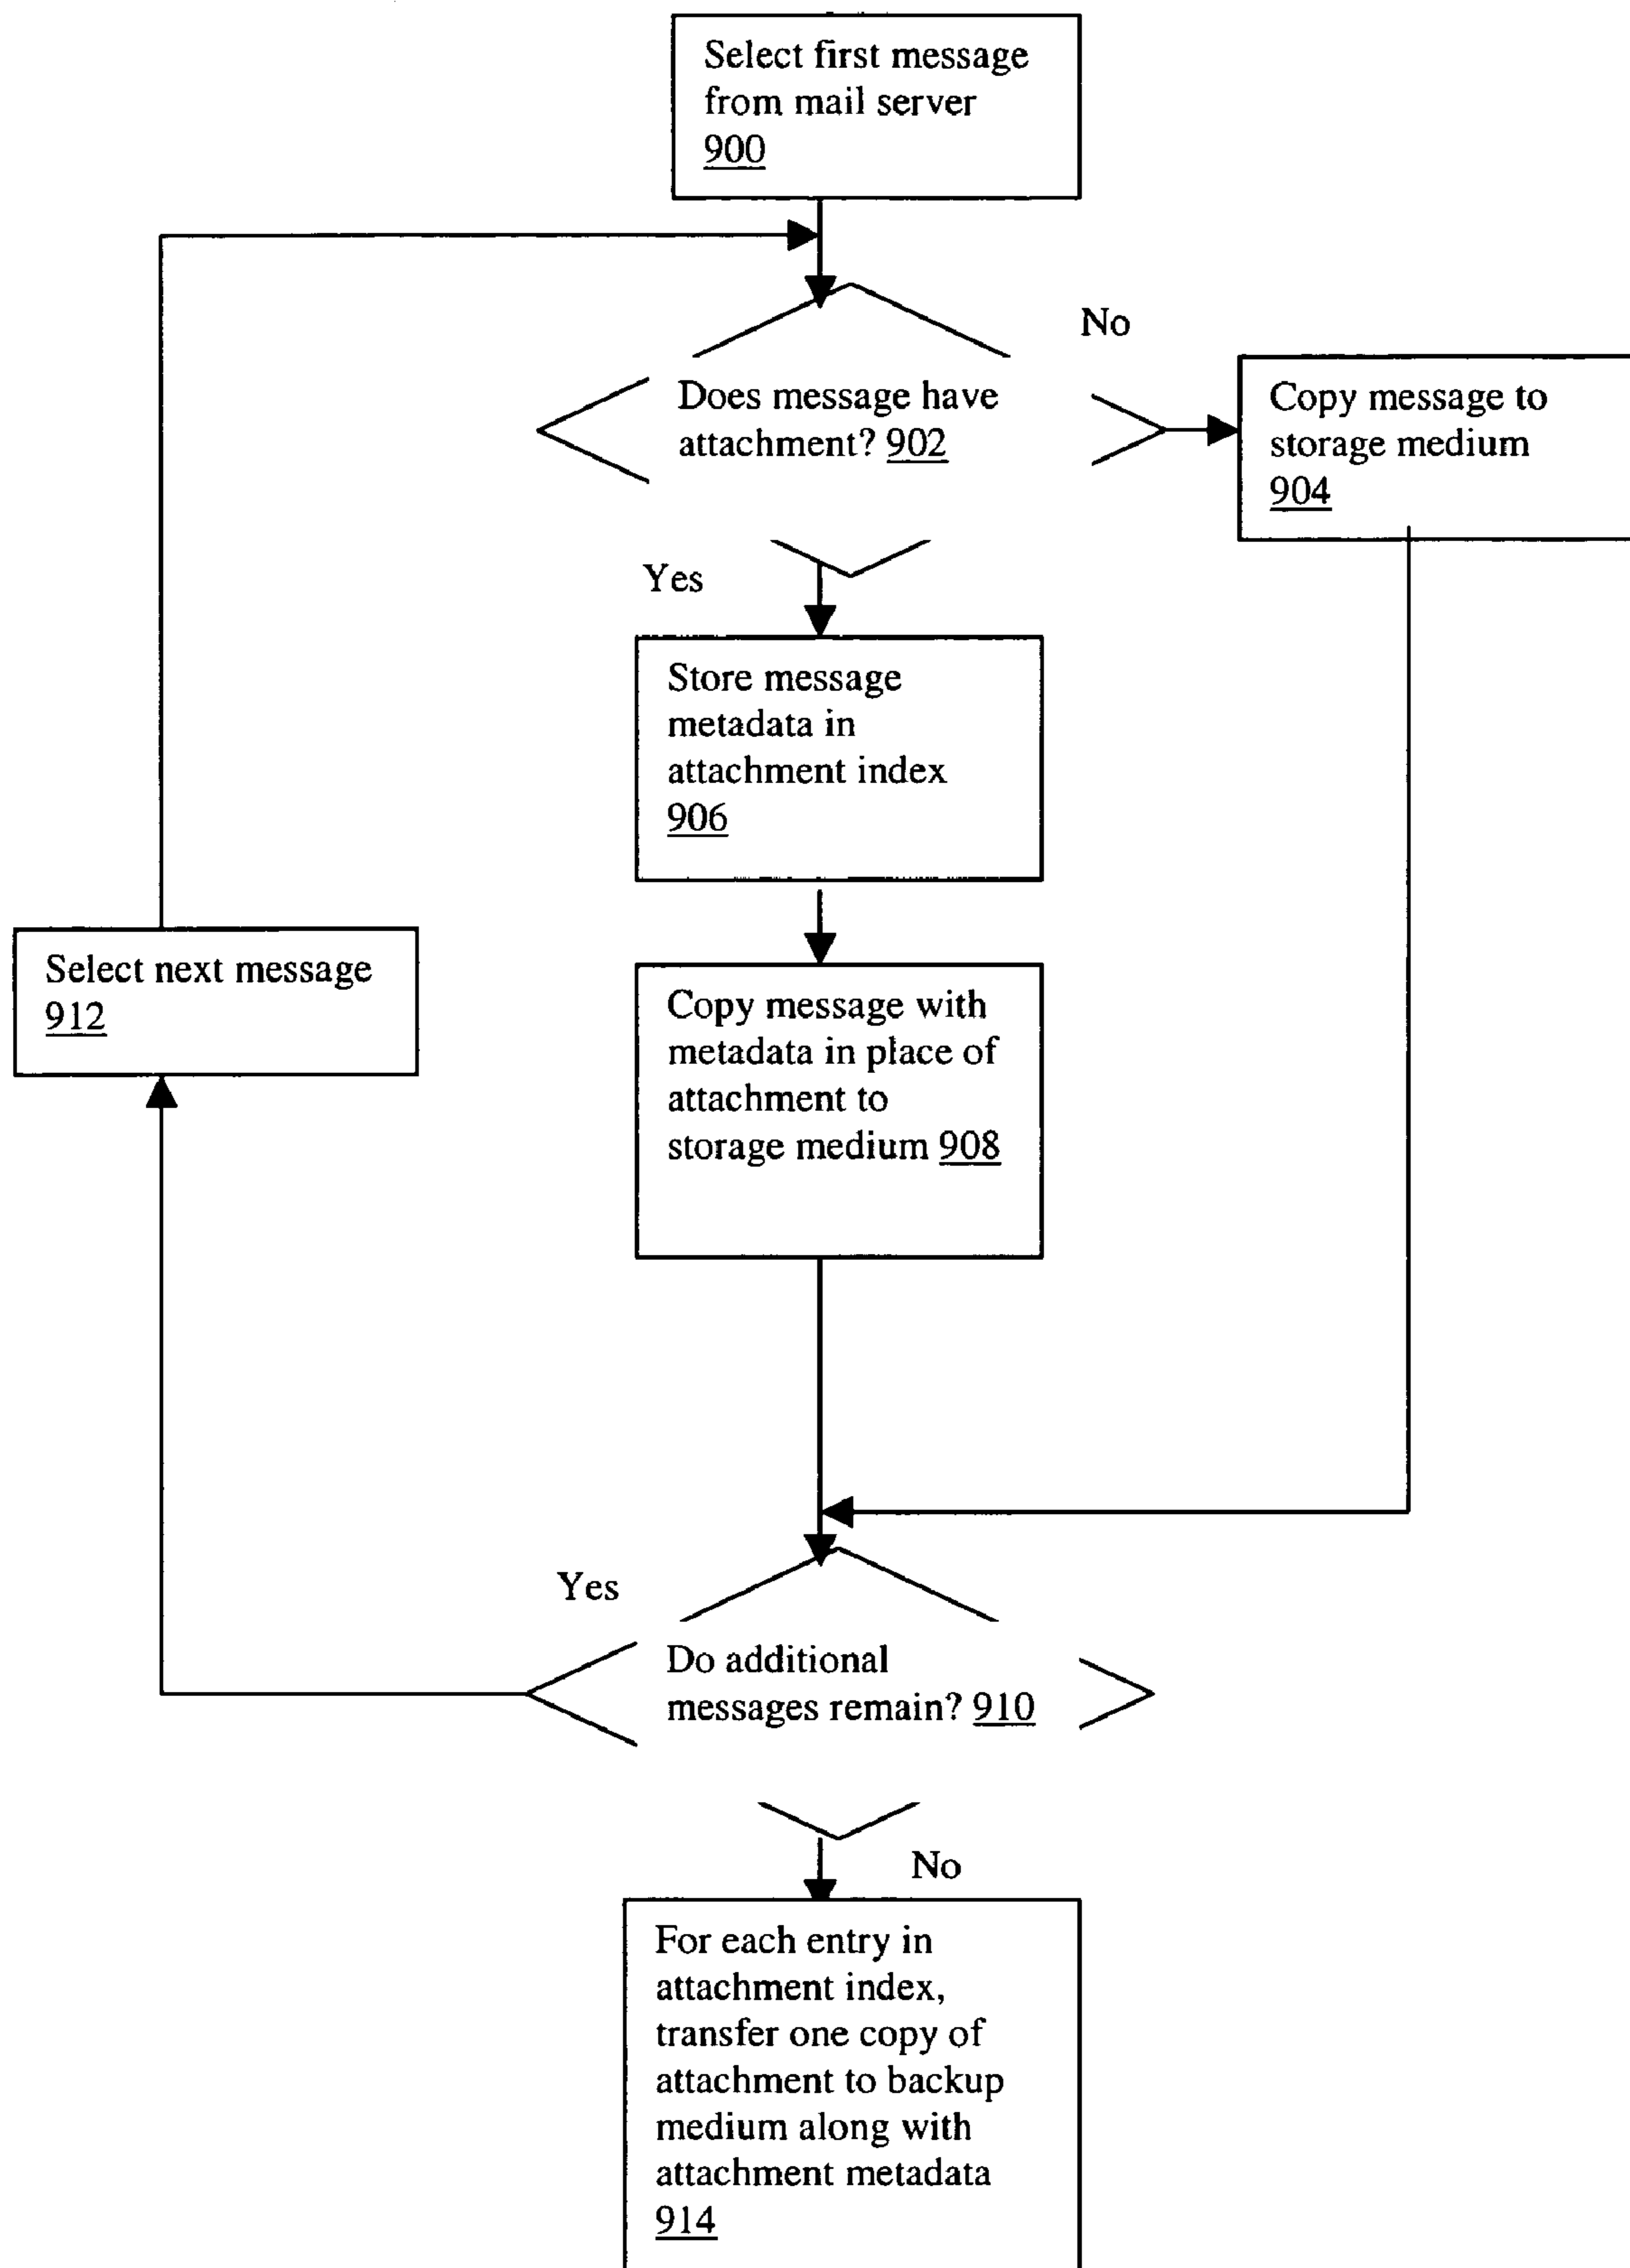 Select first message
from mail server
900
No
Does message have
attachment? 902
Copy message to
storage medium
904
Yes
Store message
metadata in
attachment index
906
Select next message
912
Copy message with
metadata in place of
attachment to
storage medium 908
Yes
Do additional
messages remain? 910
No
For each entry in
attachment index,
transfer one copy of
attachment to backup
medium along with
attachment metadata
914